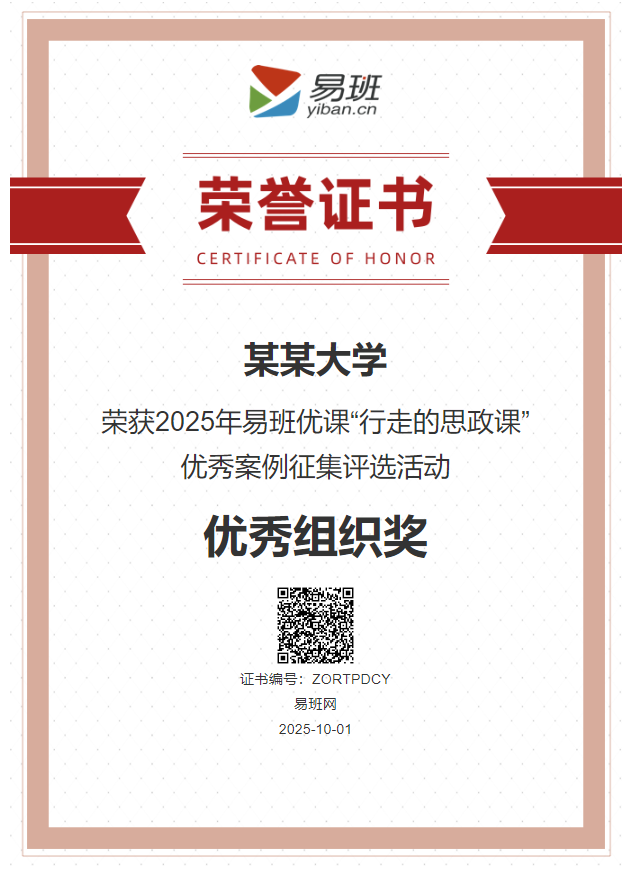 易班
yiban.cn
荣誉证书
CERTIFICATE OF HONOR
某某大学
荣获2025年易班优课“行走的思政课”
优秀案例征集评选活动
优秀组织奖
证书编号：ZORTPDCY
易班网
2025-10-01